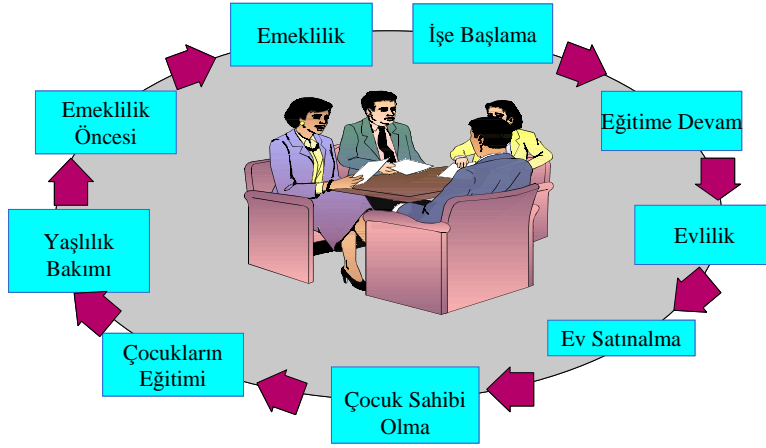 Emeklilik
İşe Başlama
Emeklilik
Öncesi
Eğitime Devam
Yaşlılık
Bakımı
Evlilik
Ev Satınalma
Çocukların
Eğitimi
Çocuk Sahibi
Olma